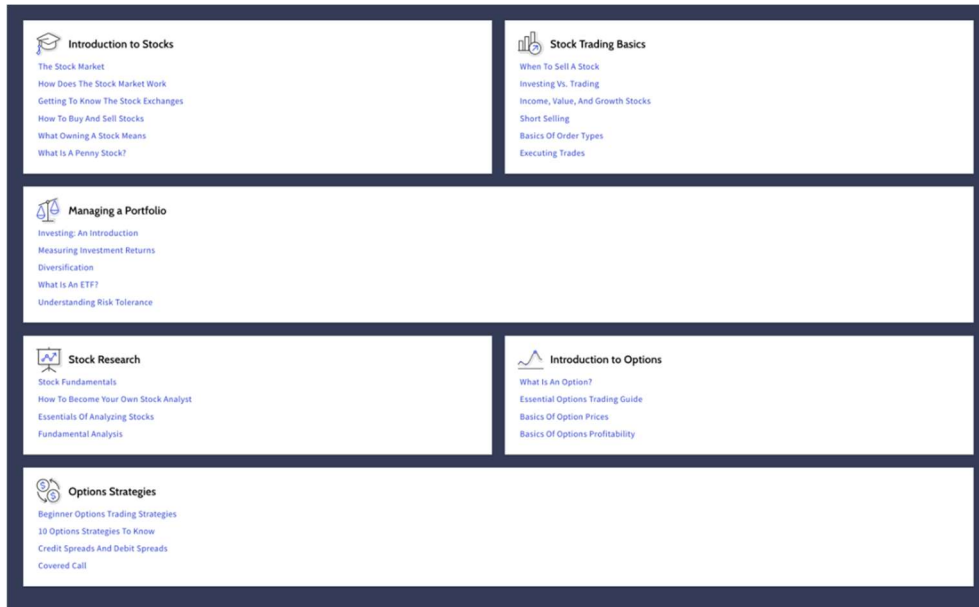 Introduction to Stocks
The Stock Market
How Does The Stock Market Work
Getting To Know The Stock Exchanges
How To Buy And Sell Stocks
What Owning A Stock Means
What Is A Penny Stock?
Stock Trading Basics
When To Sell A Stock
Investing Vs. Trading
Income, Value, And Growth Stocks
Short Selling
Basics Of Order Types
Executing Trades
Managing a Portfolio
Investing: An Introduction
Measuring Investment Returns
Diversification
What Is An ETF?
Understanding Risk Tolerance
Stock Research
Stock Fundamentals
How To Become Your Own Stock Analyst
Essentials Of Analyzing Stocks
Fundamental Analysis
Introduction to Options
What Is An Option?
Essential Options Trading Guide
Basics Of Option Prices
Basics Of Options Profitability
Options Strategies
Beginner Options Trading Strategies
10 Options Strategies To Know
Credit Spreads And Debit Spreads
Covered Call